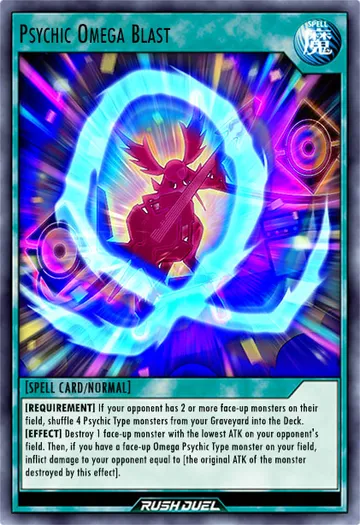 PSYCHIC OMEGA BLAST
SPELL
魔
[SPELL CARD/NORMAL]
[REQUIREMENT] If your opponent has 2 or more face-up monsters on their
field, shuffle 4 Psychic Type monsters from your Graveyard into the Deck.
[EFFECT] Destroy 1 face-up monster with the lowest ATK on your opponent's
field. Then, if you have a face-up Omega Psychic Type monster on your field,
inflict damage to your opponent equal to [the original ATK of the monster
destroyed by this effect].
RUSH DUEL